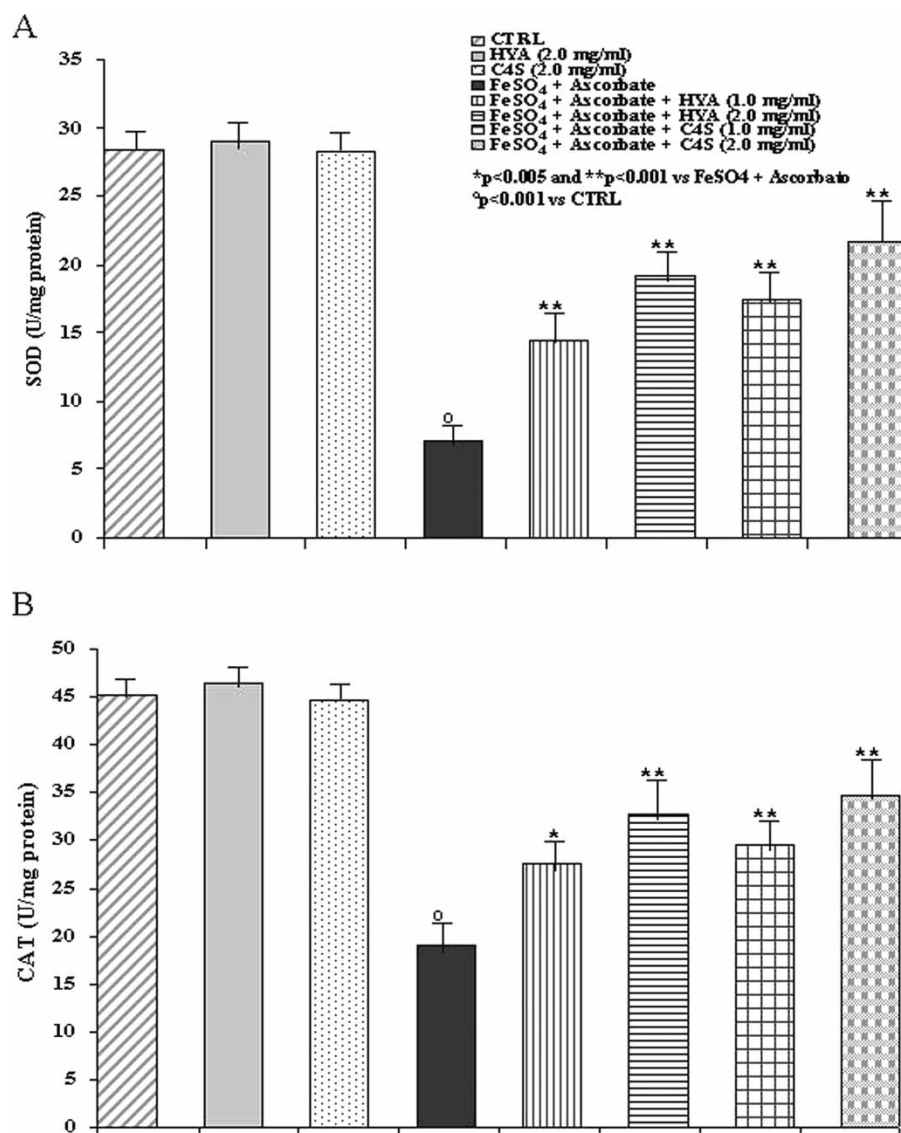 A
CTRL
HYA (2.0 mg/ml)
C4S (2.0 mg/ml)
FeSO4 + Ascorbate
FeSO4 + Ascorbate + HYA (1.0 mg/ml)
FeSO4 + Ascorbate + HYA (2.0 mg/ml)
FeSO4 + Ascorbate + C4S (1.0 mg/ml)
FeSO4 + Ascorbate + C4S (2.0 mg/ml)
*p<0.005 and **p<0.001 vs FeSO4 + Ascorbato
°p<0.001 vs CTRL
SOD (U/mg protein)
35
30
25
20
15
10
5
0
o
**
**
**
**
B
CAT (U/mg protein)
50
45
40
35
30
25
20
15
10
5
0
o
*
**
**
**